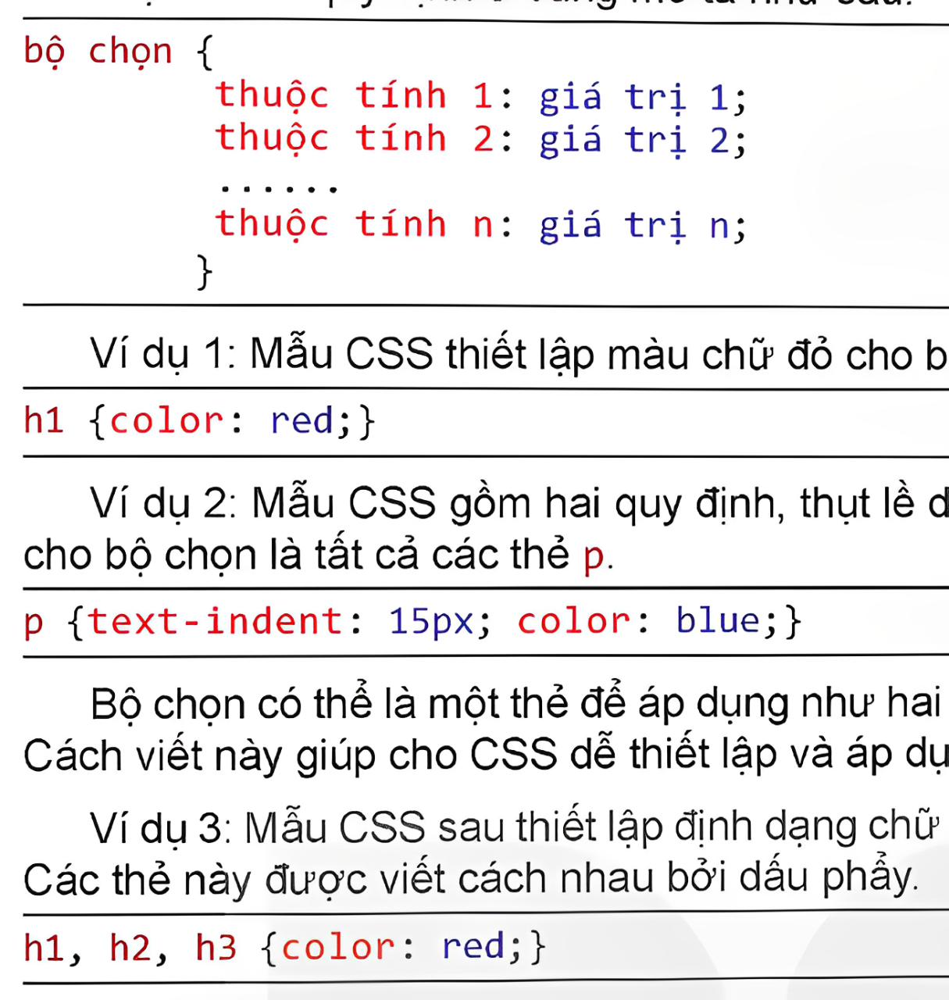 mô tả như sau:
bộ chọn {
thuộc tính 1: giá trị 1;
thuộc tính 2: giá trị 2;
......
thuộc tính n: giá trị n;
}
Ví dụ 1: Mẫu CSS thiết lập màu chữ đỏ cho
h1 {color: red;}
Ví dụ 2: Mẫu CSS gồm hai quy định, thụt lề
cho bộ chọn là tất cả các thẻ p.
p {text-indent: 15px; color: blue;}
Bộ chọn có thể là một thẻ để áp dụng như hai
Cách viết này giúp cho CSS dễ thiết lập và áp
Ví dụ 3: Mẫu CSS sau thiết lập định dạng chữ
Các thẻ này được viết cách nhau bởi dấu phẩy.
h1, h2, h3 {color: red;}